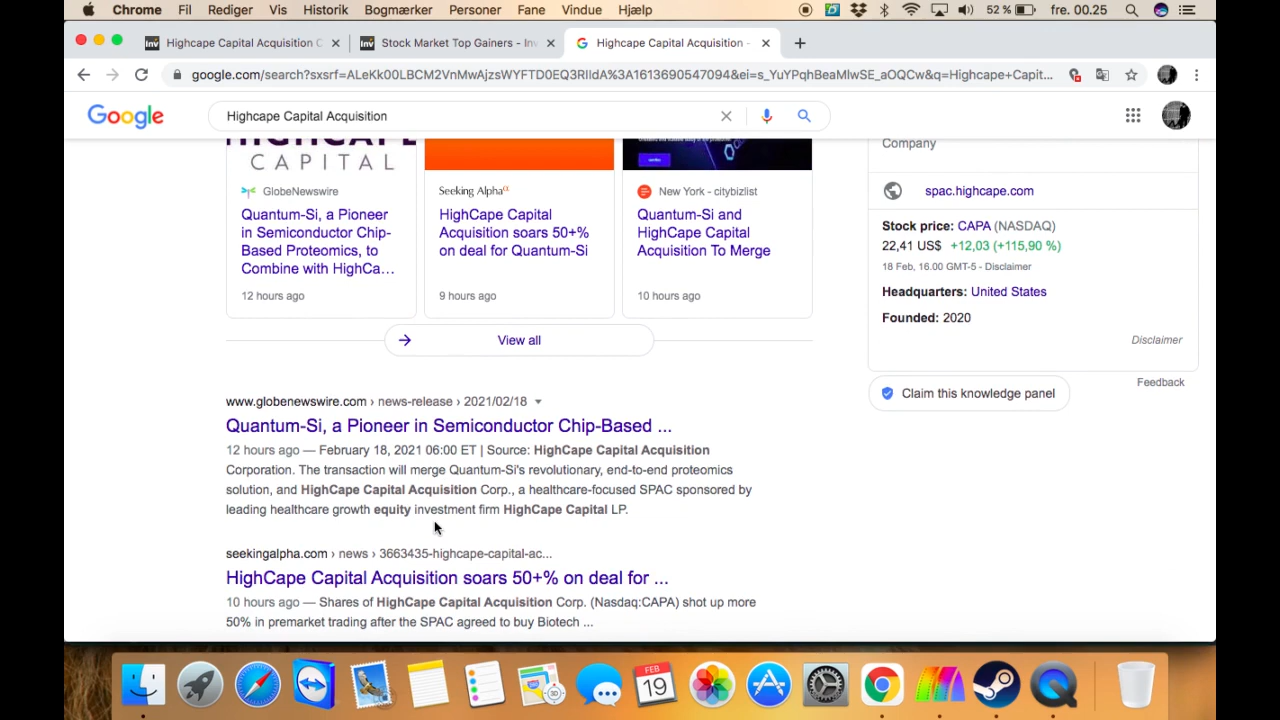 Chrome Fil Rediger Vis Historik Bogmærker Personer Fane Vindue Hjælp 52 % fre. 00.25
Inv Highcape Capital Acquisition C Inv Stock Market Top Gainers - Inv Highcape Capital Acquisition -
google.com/search?sxsrf=ALeKk00LBCM2VnMwAjzsWYFTD0EQ3RIIdA%3A1613690547094&ei=s_YuYPqhBeaMlwSE_aOQCw&q=Highcape+Capit...
Google
Highcape Capital Acquisition
HIGHCAPE
CAPITAL
GlobeNewswire
Quantum-Si, a Pioneer
in Semiconductor Chip-
Based Proteomics, to
Combine with HighCa…
12 hours ago
Seeking Alphaα
HighCape Capital
Acquisition soars 50+%
on deal for Quantum-Si
9 hours ago
New York - citybizlist
Quantum-Si and
HighCape Capital
Acquisition To Merge
10 hours ago
View all
Company
spac.highcape.com
Stock price: CAPA (NASDAQ)
22,41 US$ +12,03 (+115,90 %)
18 Feb, 16.00 GMT-5 - Disclaimer
Headquarters: United States
Founded: 2020
Disclaimer
Feedback
Claim this knowledge panel
www.globenewswire.com › news-release › 2021/02/18
Quantum-Si, a Pioneer in Semiconductor Chip-Based ...
12 hours ago — February 18, 2021 06:00 ET | Source: HighCape Capital Acquisition
Corporation. The transaction will merge Quantum-Si's revolutionary, end-to-end proteomics
solution, and HighCape Capital Acquisition Corp., a healthcare-focused SPAC sponsored by
leading healthcare growth equity investment firm HighCape Capital LP.
seekingalpha.com › news › 3663435-highcape-capital-ac...
HighCape Capital Acquisition soars 50+% on deal for ...
10 hours ago — Shares of HighCape Capital Acquisition Corp. (Nasdaq:CAPA) shot up more
50% in premarket trading after the SPAC agreed to buy Biotech ...
FEB
19
3D